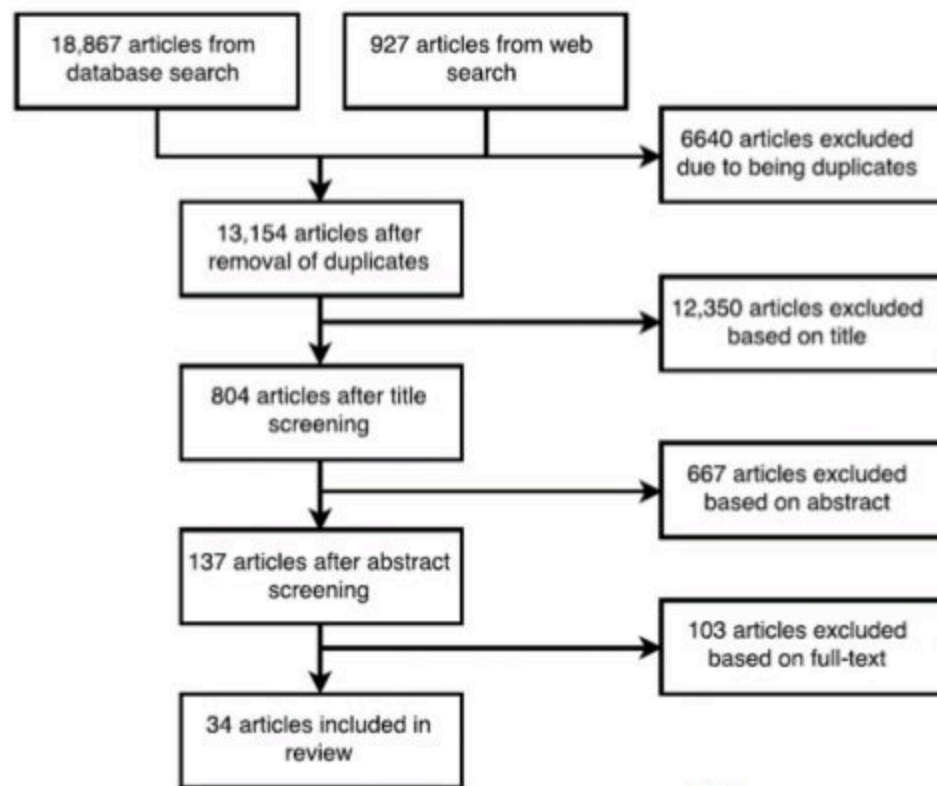 18,867 articles from
database search
927 articles from web
search
6640 articles excluded
due to being duplicates
13,154 articles after
removal of duplicates
12,350 articles excluded
based on title
804 articles after title
screening
667 articles excluded
based on abstract
137 articles after abstract
screening
103 articles excluded
based on full-text
34 articles included in
review